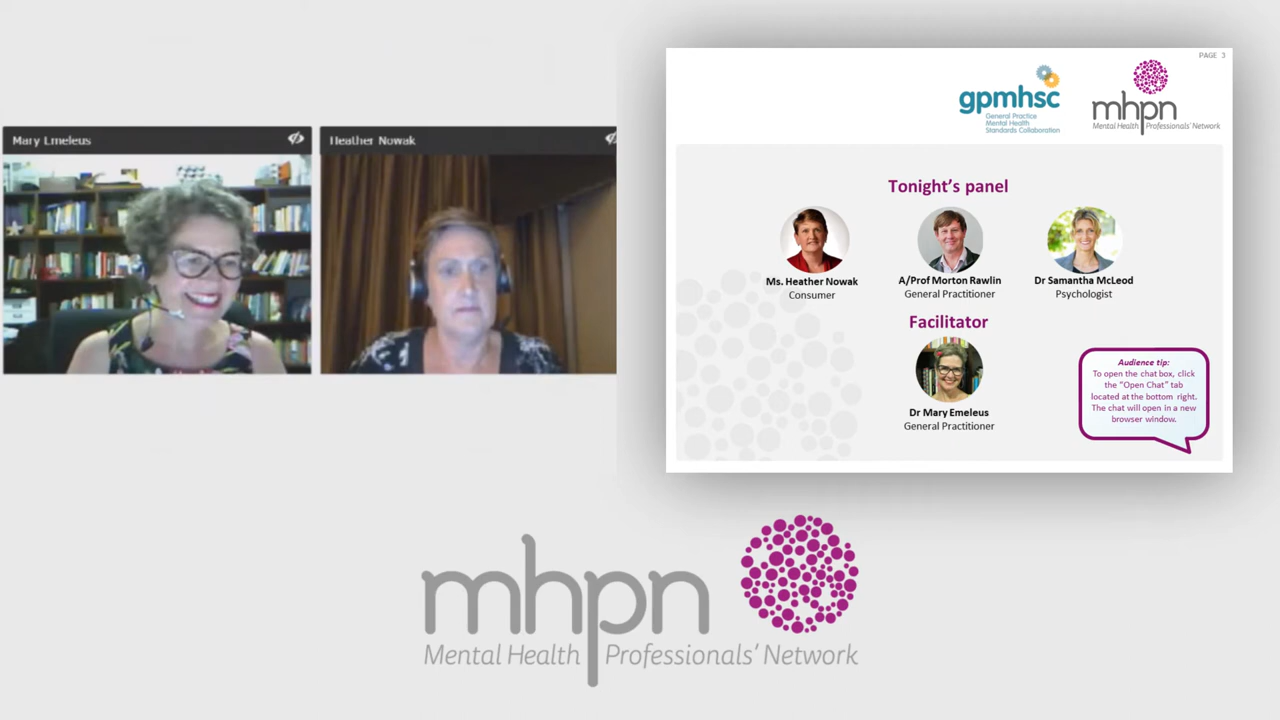 Mary Emeleus
Heather Nowak
PAGE 3
gpmhsc
General Practice
Mental Health
Standards Collaboration
mhpn
Mental Health Professionals' Network
Tonight's panel
Ms. Heather Nowak
Consumer
A/Prof Morton Rawlin
General Practitioner
Dr Samantha McLeod
Psychologist
Facilitator
Dr Mary Emeleus
General Practitioner
Audience tip:
To open the chat box, click
the "Open Chat" tab
located at the bottom right.
The chat will open in a new
browser window.
mhpn
Mental Health Professionals' Network